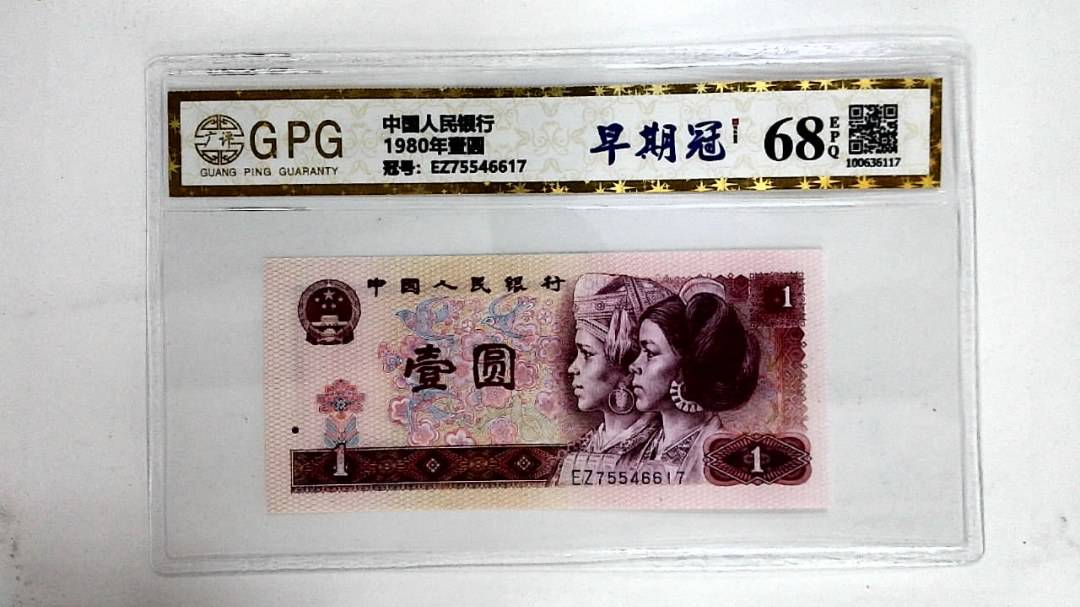 GPG
GUANG PING GUARANTY
中国人民银行
1980年壹圆
冠号：EZ75546617
早期冠
68
EPQ
100636117
中国人民银行
1
壹圆
1
EZ75546617
1